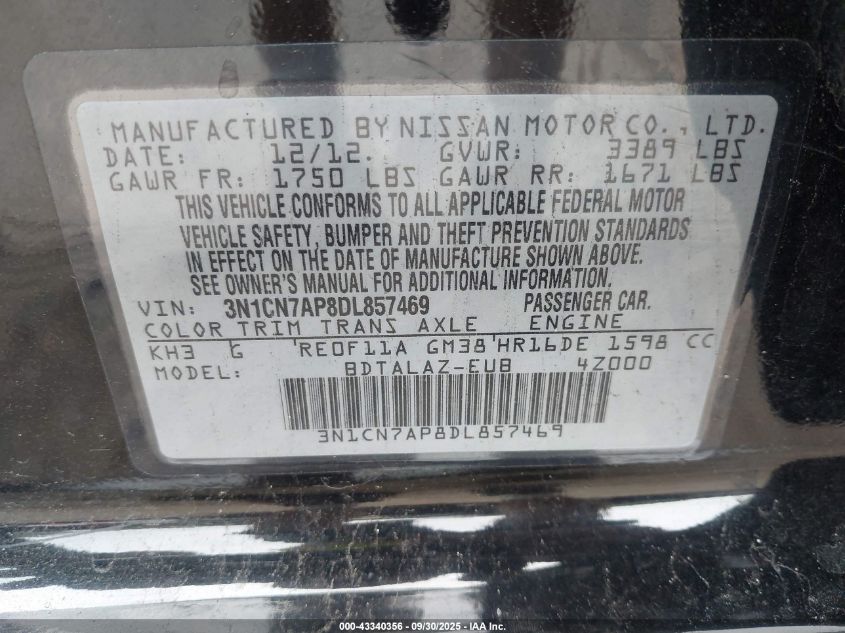 MANUFACTURED BY NISSAN MOTOR CO., LTD.
DATE: 12/12. GVWR: 3389 LBS
GAWR FR: 1750 LBS GAWR RR: 1671 LBS
THIS VEHICLE CONFORMS TO ALL APPLICABLE FEDERAL MOTOR
VEHICLE SAFETY, BUMPER AND THEFT PREVENTION STANDARDS
IN EFFECT ON THE DATE OF MANUFACTURE SHOWN ABOVE.
SEE OWNER'S MANUAL FOR ADDITIONAL INFORMATION.
VIN: 3N1CN7AP8DL857469 PASSENGER CAR.
COLOR TRIM TRANS AXLE ENGINE
KH3 G 'RE0F11A GM38'HR16DE 1598 CC
MODEL: BDTALAZ-EUB 4Z000
3N1CN7AP8DL857469
000-43340356 - 09/30/2025 - IAA Inc.